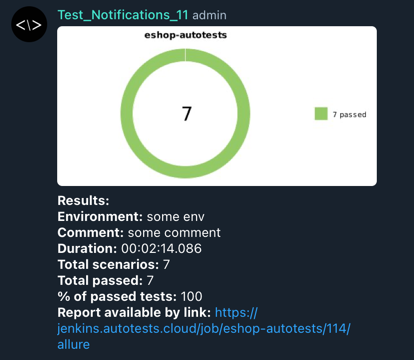 <\>
Test_Notifications_11 admin
eshop-autotests
7
7 passed
Results:
Environment: some env
Comment: some comment
Duration: 00:02:14.086
Total scenarios: 7
Total passed: 7
% of passed tests: 100
Report available by link: https://
jenkins.autotests.cloud/job/eshop-autotests/114/
allure